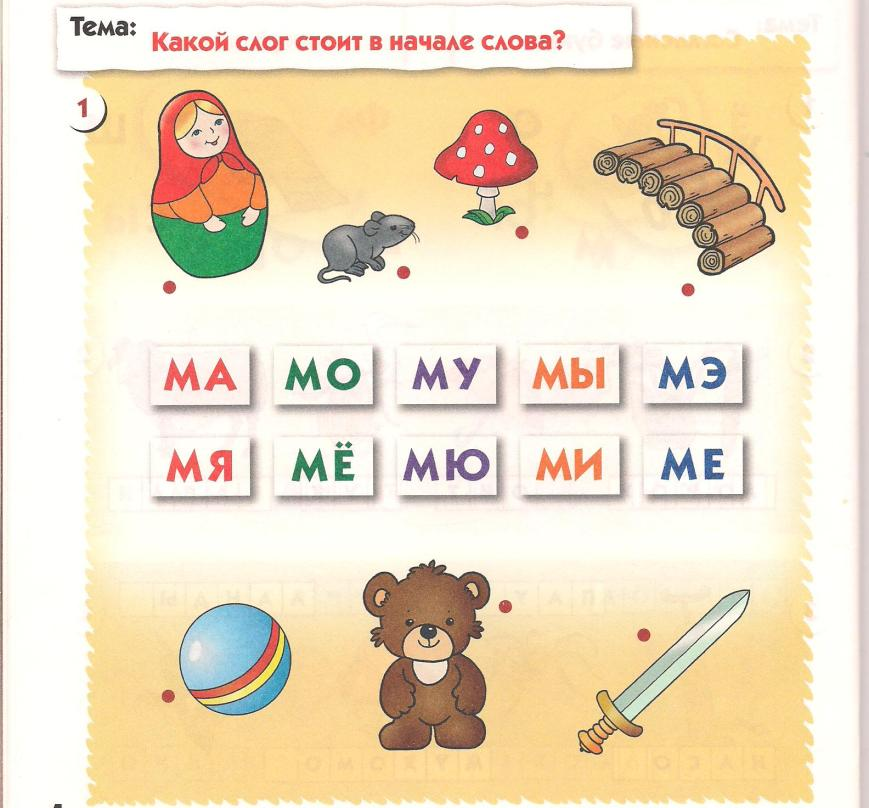 Тема:
Какой слог стоит в начале слова?
1
МА МО МУ МЫ МЭ
МЯ МЁ МЮ МИ МЕ